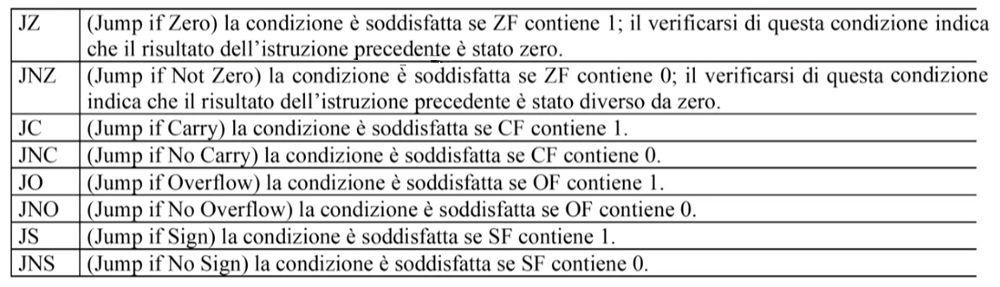 JZ (Jump if Zero) la condizione è soddisfatta se ZF contiene 1; il verificarsi di questa condizione indica
che il risultato dell'istruzione precedente è stato zero.
JNZ (Jump if Not Zero) la condizione è soddisfatta se ZF contiene 0; il verificarsi di questa condizione
indica che il risultato dell'istruzione precedente è stato diverso da zero.
JC (Jump if Carry) la condizione è soddisfatta se CF contiene 1.
JNC (Jump if No Carry) la condizione è soddisfatta se CF contiene 0.
JO (Jump if Overflow) la condizione è soddisfatta se OF contiene 1.
JNO (Jump if No Overflow) la condizione è soddisfatta se OF contiene 0.
JS (Jump if Sign) la condizione è soddisfatta se SF contiene 1.
JNS (Jump if No Sign) la condizione è soddisfatta se SF contiene 0.